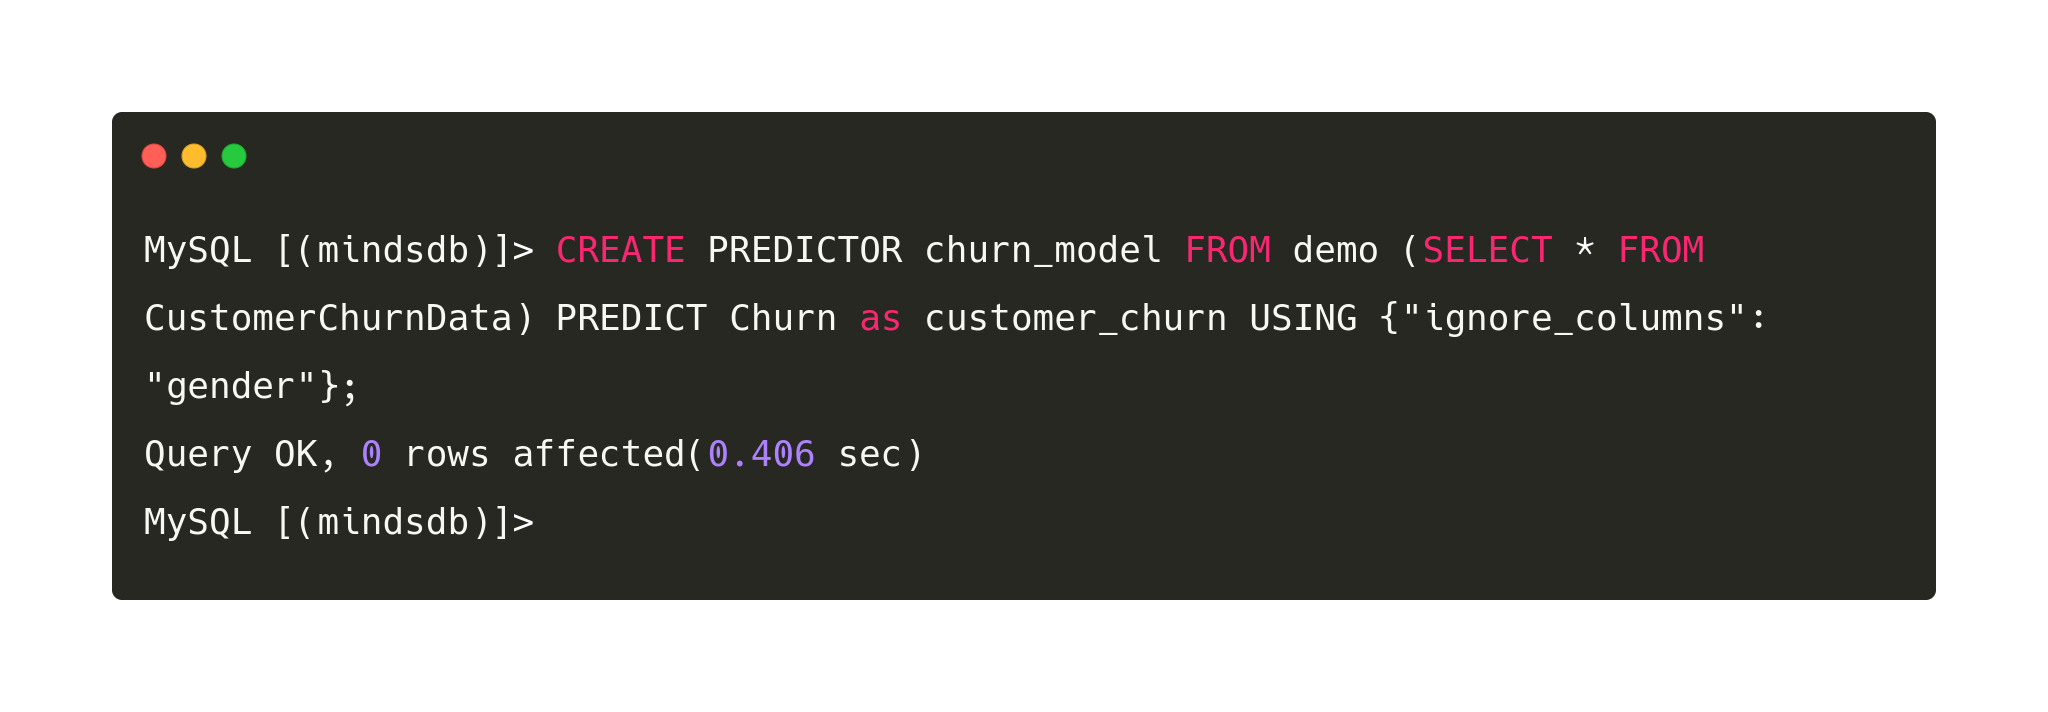 MySQL [(mindsdb)]> CREATE PREDICTOR churn_model FROM demo (SELECT * FROM
CustomerChurnData) PREDICT Churn as customer_churn USING {"ignore_columns":
"gender"};
Query OK, 0 rows affected(0.406 sec)
MySQL [(mindsdb)]>